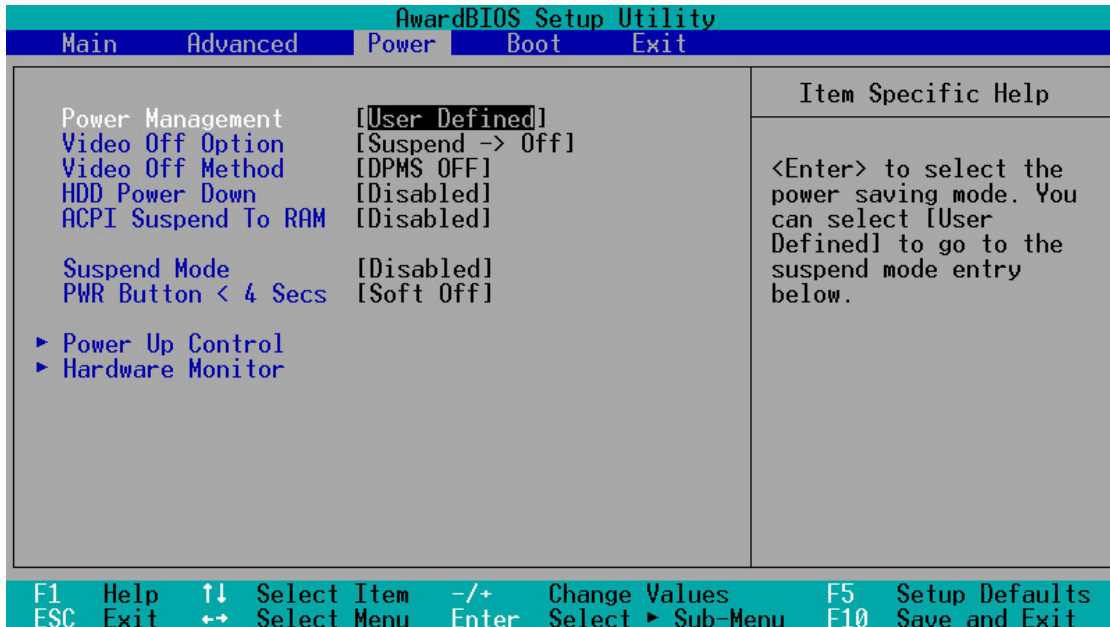 AwardBIOS Setup Utility
Main Advanced Power Boot Exit
Power Management [User Defined]
Video Off Option [Suspend -> Off]
Video Off Method [DPMS OFF]
HDD Power Down [Disabled]
ACPI Suspend To RAM [Disabled]
Suspend Mode [Disabled]
PWR Button < 4 Secs [Soft Off]
► Power Up Control
► Hardware Monitor
Item Specific Help
<Enter> to select the
power saving mode. You
can select [User
Defined] to go to the
suspend mode entry
below.
F1 Help ↑↓ Select Item -/+ Change Values F5 Setup Defaults
ESC Exit ←→ Select Menu Enter Select ► Sub-Menu F10 Save and Exit